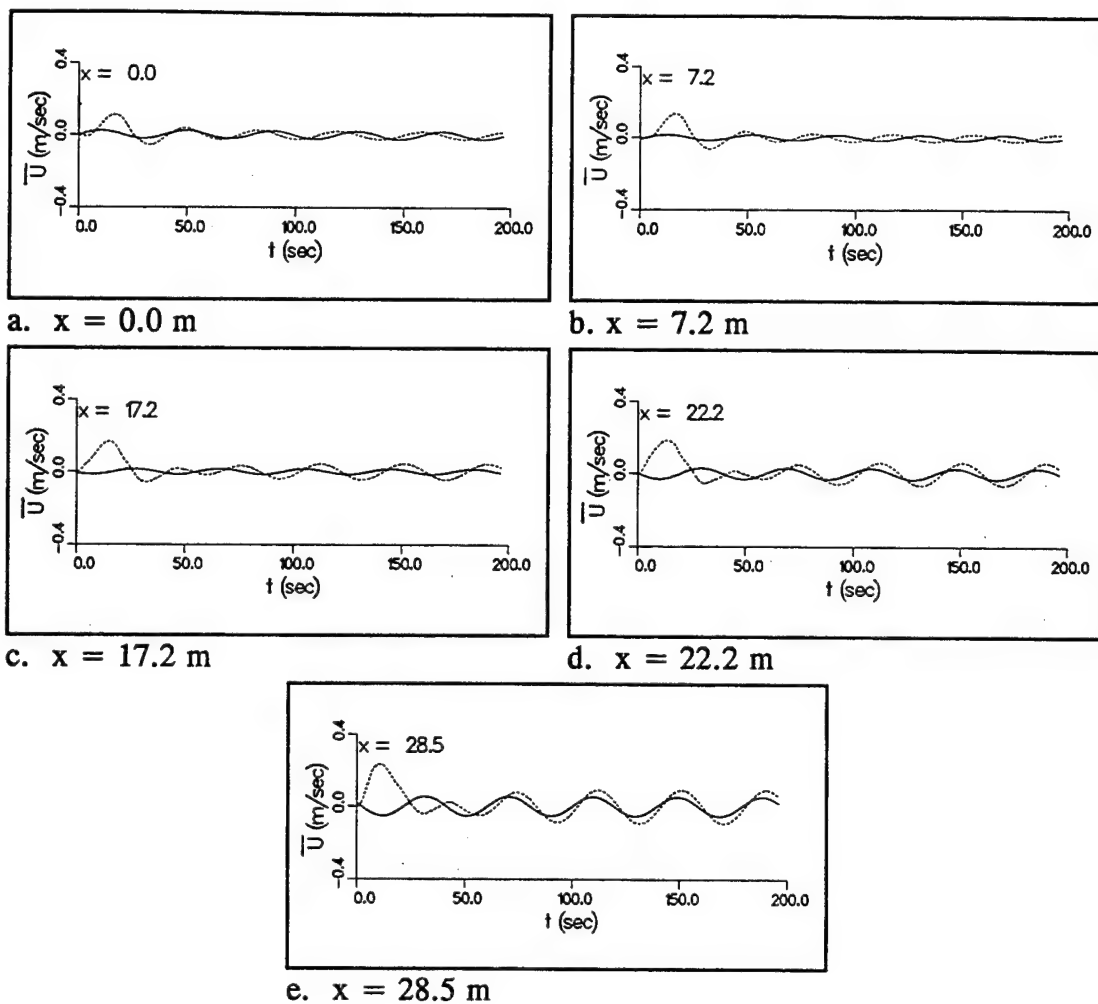 0.4
0.0
-0.4
U (m/sec)
x = 0.0
0.0 50.0 100.0 150.0 200.0
t (sec)
a. x = 0.0 m
0.4
0.0
-0.4
U (m/sec)
x = 7.2
0.0 50.0 100.0 150.0 200.0
t (sec)
b. x = 7.2 m
0.4
0.0
-0.4
U (m/sec)
x = 17.2
0.0 50.0 100.0 150.0 200.0
t (sec)
c. x = 17.2 m
0.4
0.0
-0.4
U (m/sec)
x = 22.2
0.0 50.0 100.0 150.0 200.0
t (sec)
d. x = 22.2 m
0.4
0.0
-0.4
U (m/sec)
x = 28.5
0.0 50.0 100.0 150.0 200.0
t (sec)
e. x = 28.5 m